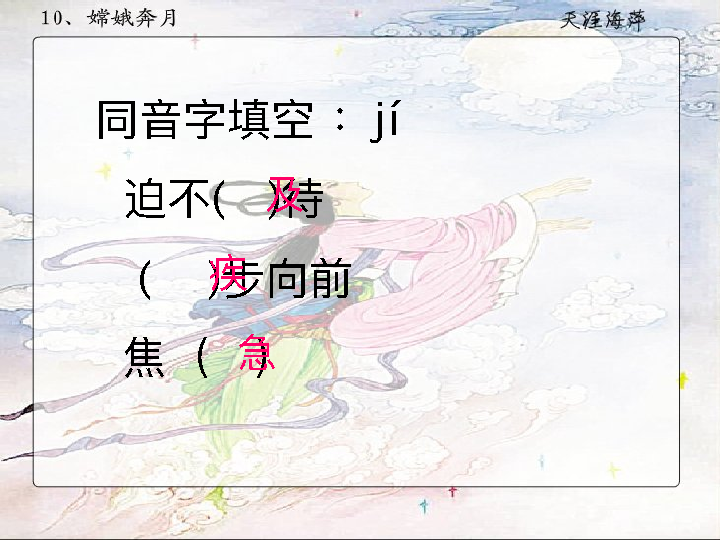 10、嫦娥奔月
天涯海萍
同音字填空：jí
迫不(及)待
(疾)步向前
焦(急)